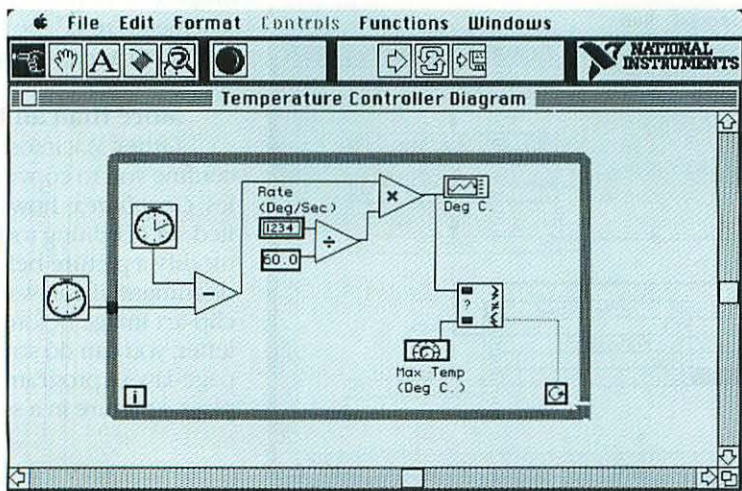 File Edit Format Controls Functions Windows
A
NATIONAL
INSTRUMENTS
Temperature Controller Diagram
Rate
(Deg/Sec)
1234
÷
60.0
×
Deg C.
−
?
Max Temp
(Deg C.)
i